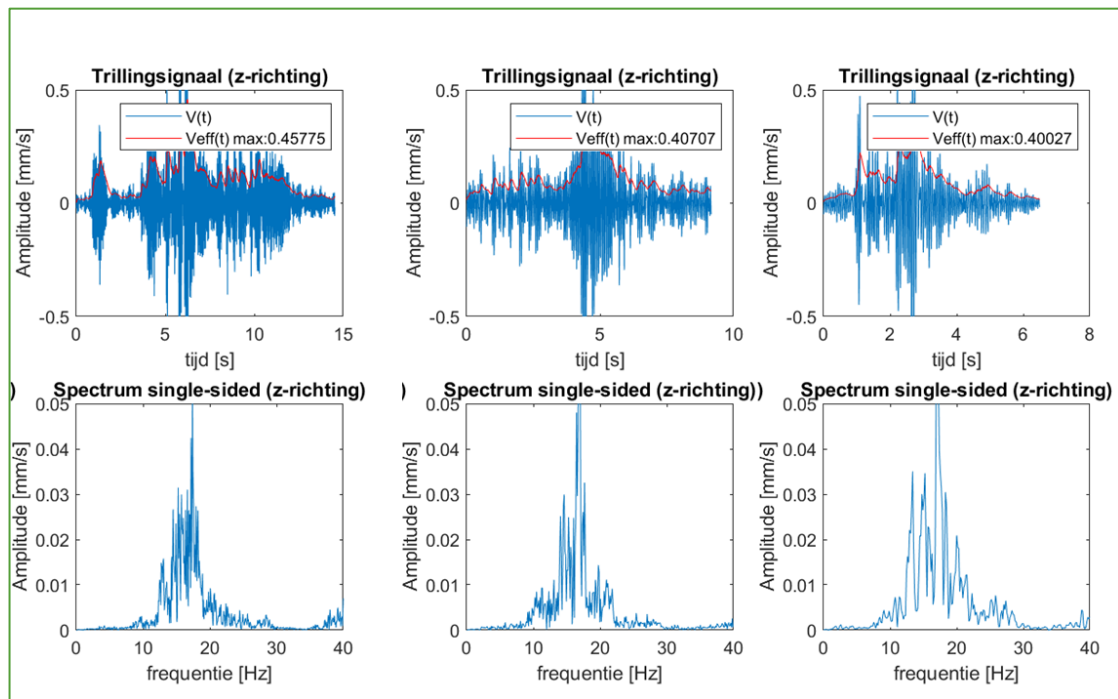 Trillingsignaal (z-richting)
0.5
0
-0.5
Amplitude [mm/s]
V(t)
Veff(t) max:0.45775
0 5 10 15
tijd [s]
Trillingsignaal (z-richting)
0.5
0
-0.5
Amplitude [mm/s]
V(t)
Veff(t) max:0.40707
0 5 10
tijd [s]
Trillingsignaal (z-richting)
0.5
0
-0.5
Amplitude [mm/s]
V(t)
Veff(t) max:0.40027
0 2 4 6 8
tijd [s]
) Spectrum single-sided (z-richting)
0.05
0.04
0.03
0.02
0.01
0
Amplitude [mm/s]
0 20 40
frequentie [Hz]
) Spectrum single-sided (z-richting))
0.05
0.04
0.03
0.02
0.01
0
Amplitude [mm/s]
0 10 20 30 40
frequentie [Hz]
Spectrum single-sided (z-richting)
0.05
0.04
0.03
0.02
0.01
0
Amplitude [mm/s]
0 20 40
frequentie [Hz]